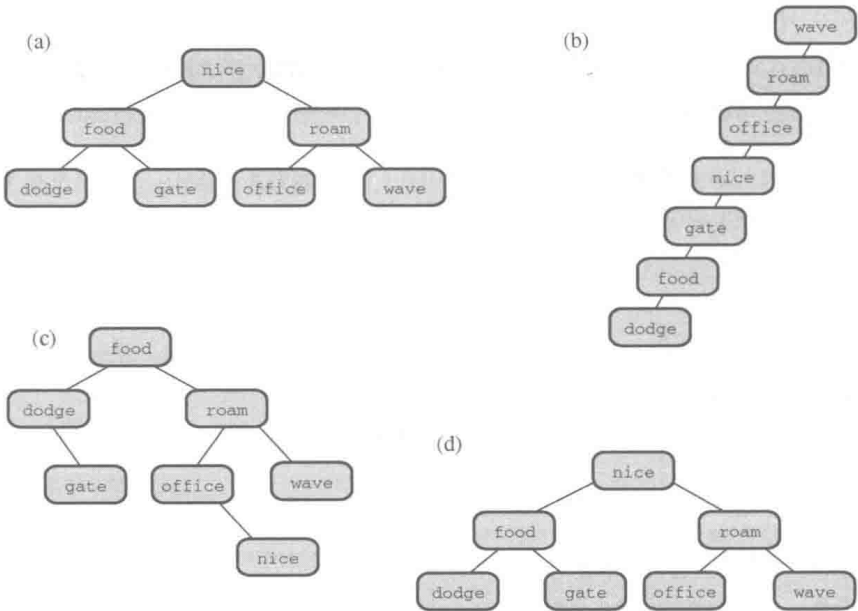 (a)
nice
food roam
dodge gate office wave
(b)
wave
roam
office
nice
gate
food
dodge
(c)
food
dodge roam
gate office wave
nice
(d)
nice
food roam
dodge gate office wave